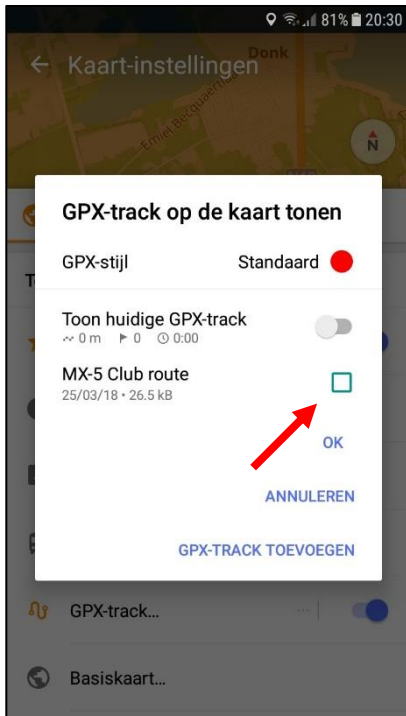 81% 20:30
Kaart-instellingen
Donk
N
GPX-track op de kaart tonen
GPX-stijl Standaard
T
Toon huidige GPX-track
0 m 0 0:00
MX-5 Club route
25/03/18 • 26.5 kB
OK
ANNULEREN
GPX-TRACK TOEVOEGEN
GPX-track...
Basiskaart...